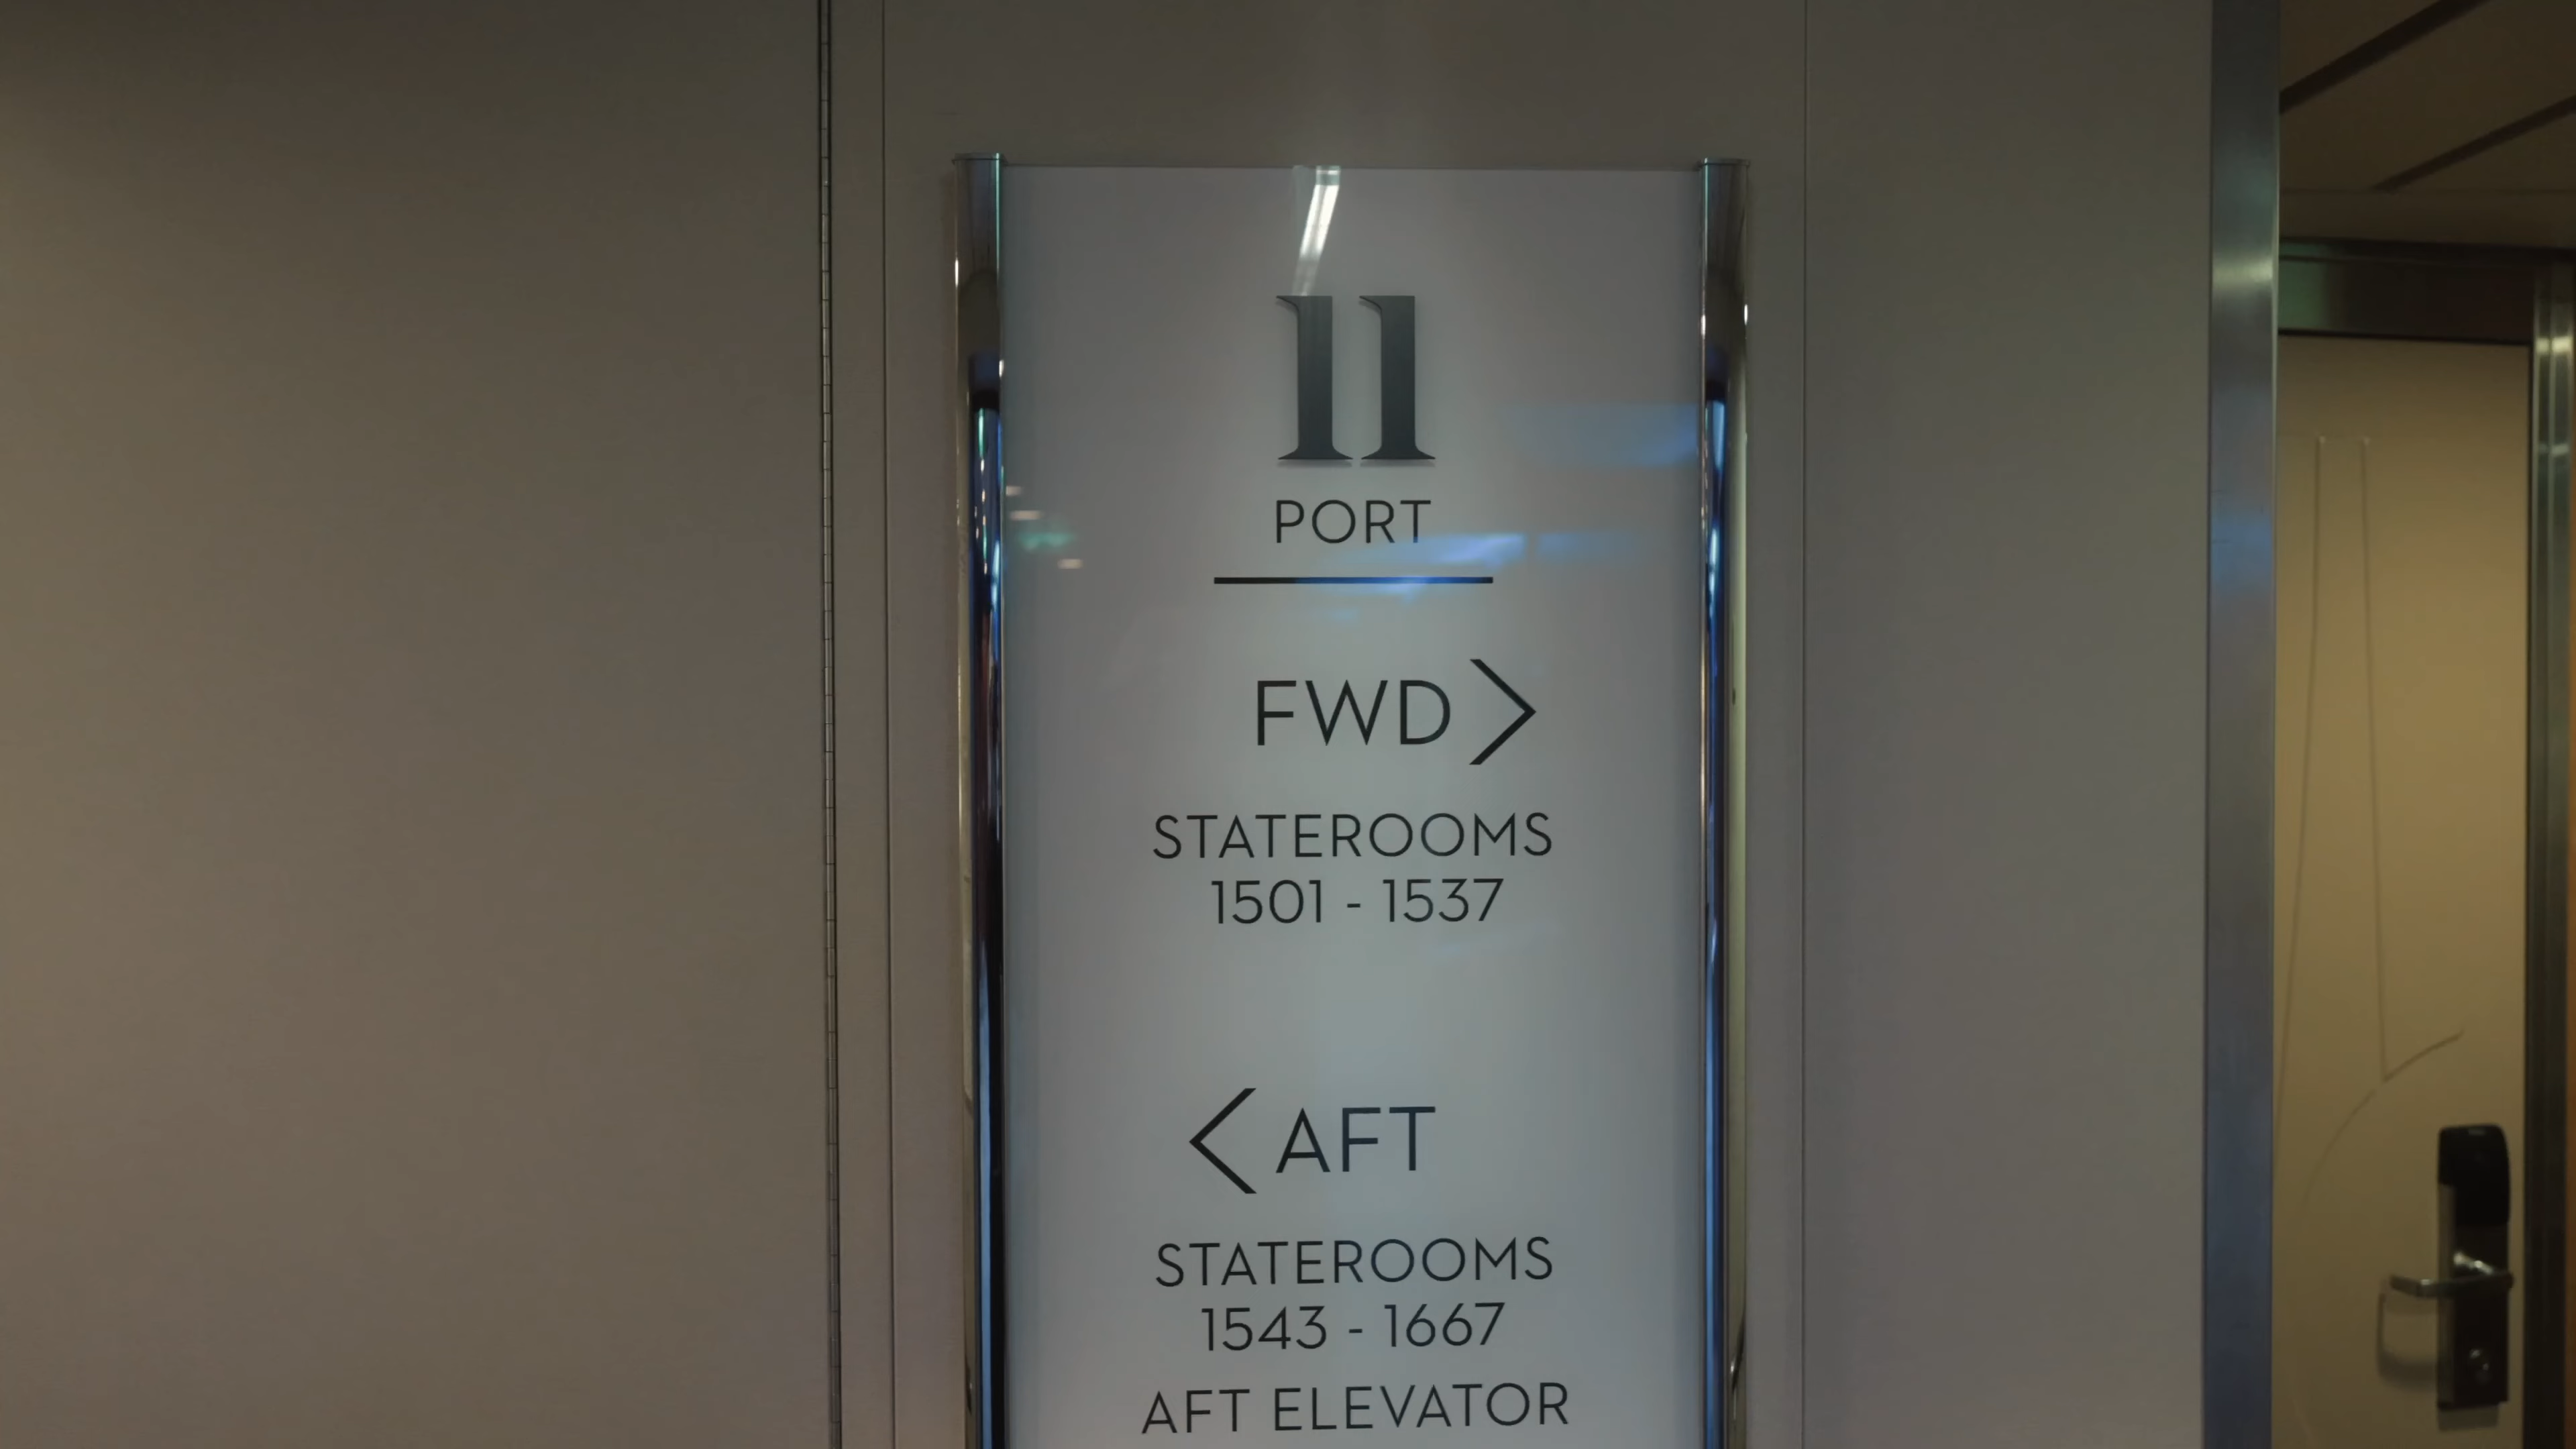 11
PORT
FWD >
STATEROOMS
1501 - 1537
< AFT
STATEROOMS
1543 - 1667
AFT ELEVATOR